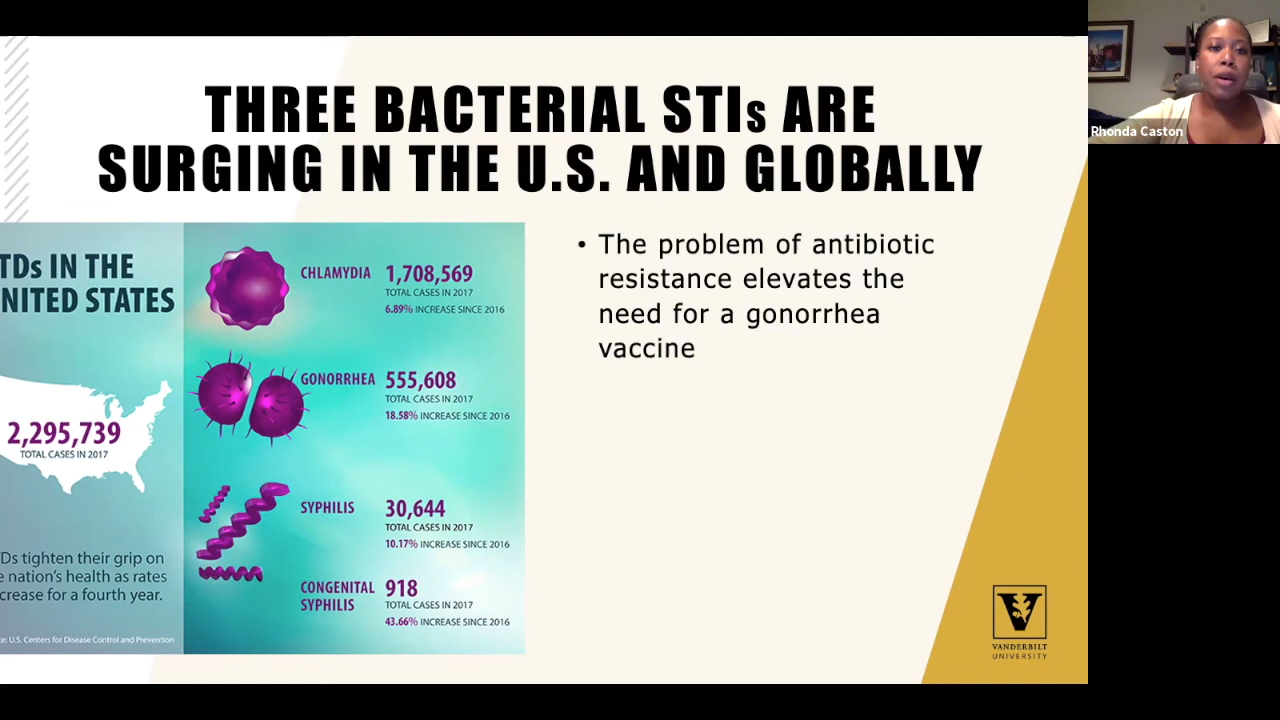 THREE BACTERIAL STIs ARE
SURGING IN THE U.S. AND GLOBALLY
TDs IN THE
NITED STATES
2,295,739
TOTAL CASES IN 2017
Ds tighten their grip on
e nation's health as rates
crease for a fourth year.
ce: U.S. Centers for Disease Control and Prevention
CHLAMYDIA 1,708,569
TOTAL CASES IN 2017
6.89% INCREASE SINCE 2016
GONORRHEA 555,608
TOTAL CASES IN 2017
18.58% INCREASE SINCE 2016
SYPHILIS 30,644
TOTAL CASES IN 2017
10.17% INCREASE SINCE 2016
CONGENITAL SYPHILIS 918
TOTAL CASES IN 2017
43.66% INCREASE SINCE 2016
• The problem of antibiotic
resistance elevates the
need for a gonorrhea
vaccine
V
VANDERBILT
UNIVERSITY
Rhonda Caston